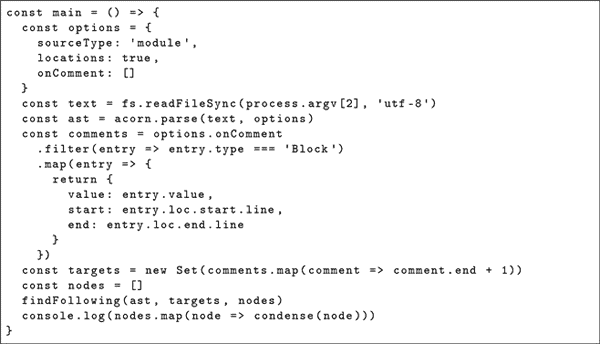 const main = () => {
  const options = {
    sourceType: 'module',
    locations: true,
    onComment: []
  }
  const text = fs.readFileSync(process.argv[2], 'utf-8')
  const ast = acorn.parse(text, options)
  const comments = options.onComment
    .filter(entry => entry.type === 'Block')
    .map(entry => {
      return {
        value: entry.value,
        start: entry.loc.start.line,
        end: entry.loc.end.line
      }
    })
  const targets = new Set(comments.map(comment => comment.end + 1))
  const nodes = []
  findFollowing(ast, targets, nodes)
  console.log(nodes.map(node => condense(node)))
}